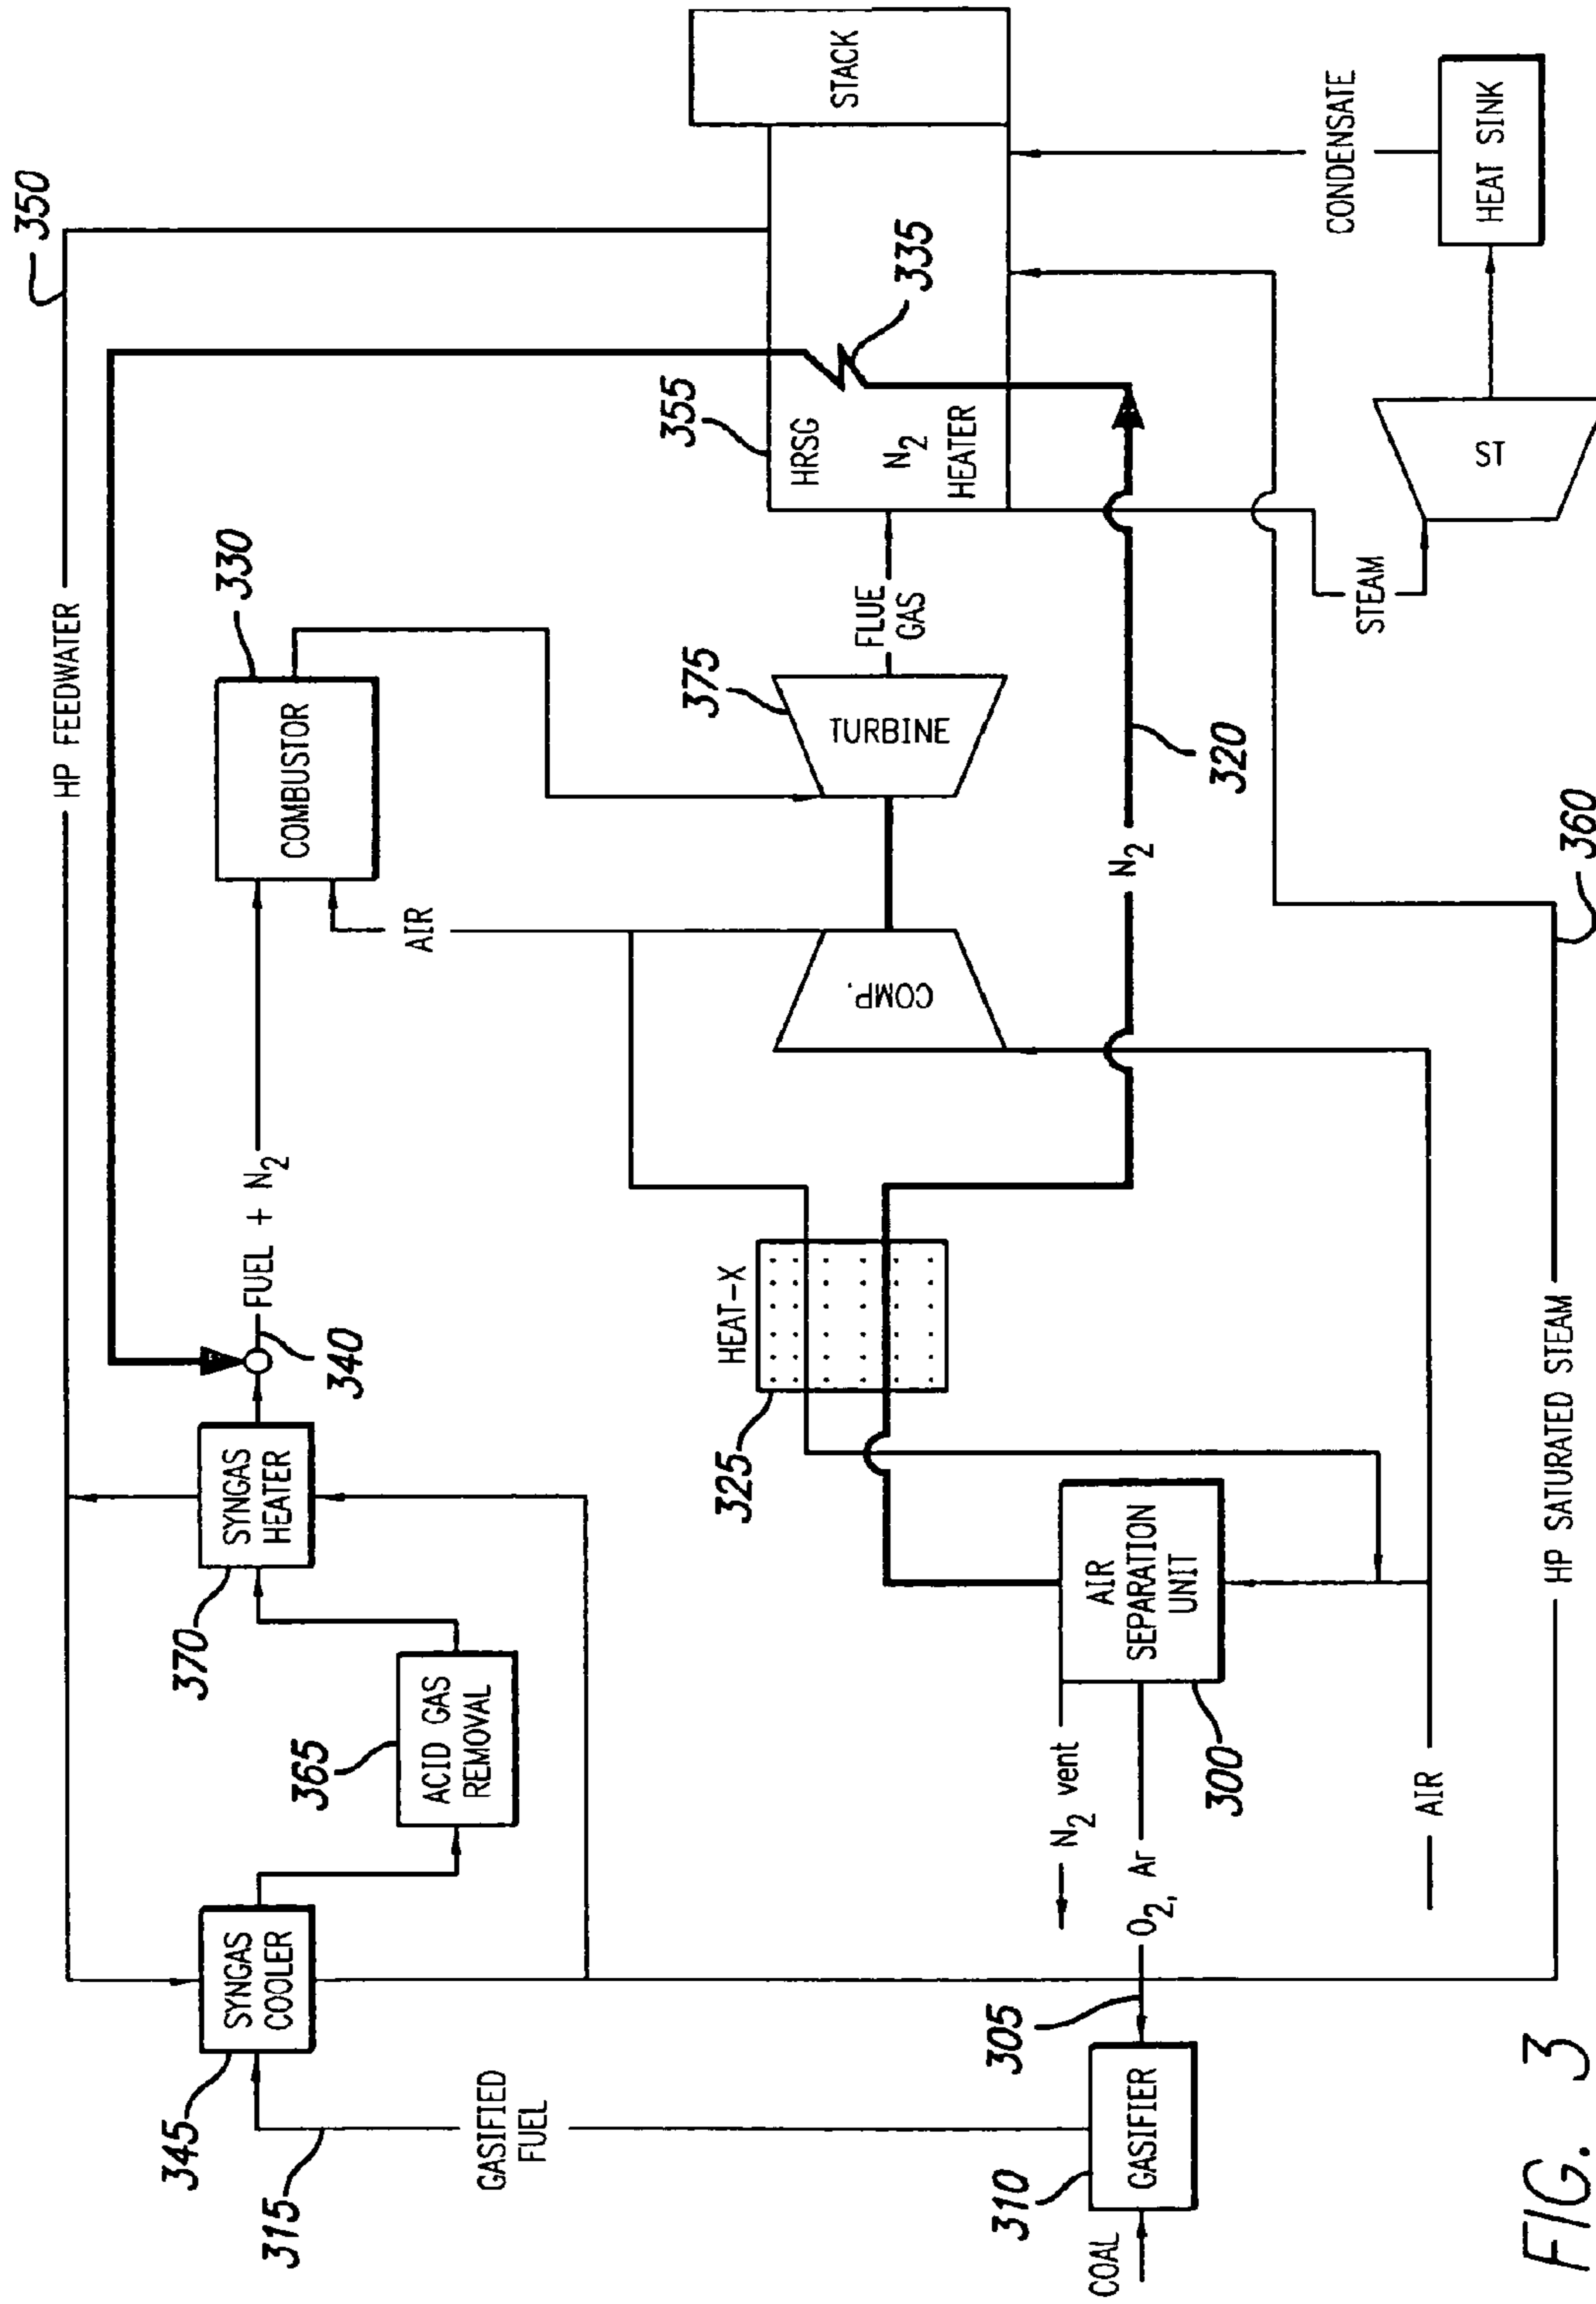 350
HP FEEDWATER
330
COMBUSTOR
FUEL + N2
340
SYNGAS
HEATER
370
ACID GAS
REMOVAL
365
SYNGAS
COOLER
345
315
GASIFIED
FUEL
AIR
STACK
355
HRSG
N2
HEATER
335
FLUE
GAS
375
TURBINE
COMP.
HEAT-X
325
N2
320
AIR
SEPARATION
UNIT
300
N2 vent
O2, Ar
305
GASIFIER
310
COAL
AIR
CONDENSATE
HEAT SINK
ST
STEAM
360
HP SATURATED STEAM
FIG. 3